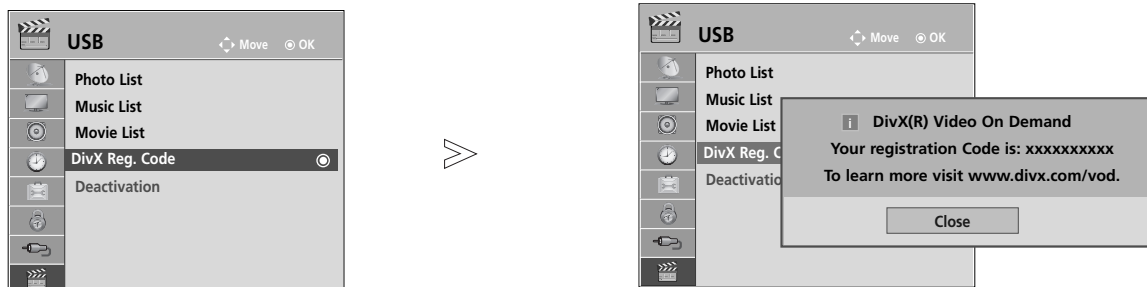 USB
Move OK
Photo List
Music List
Movie List
DivX Reg. Code
Deactivation
USB
Move OK
Photo List
Music List
Movie List
DivX Reg. C
Deactivatio
i DivX(R) Video On Demand
Your registration Code is: xxxxxxxxxx
To learn more visit www.divx.com/vod.
Close